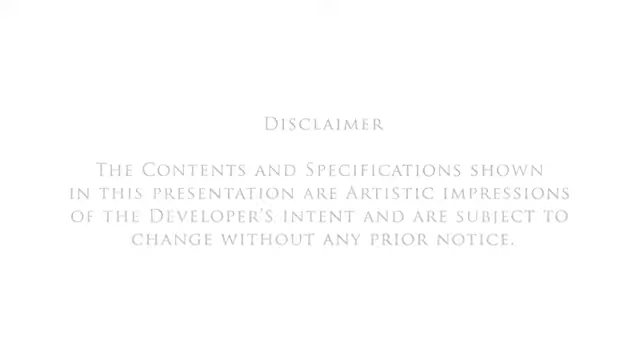 Disclaimer
The Contents and Specifications shown
in this presentation are Artistic impressions
of the Developer's intent and are subject to
change without any prior notice.